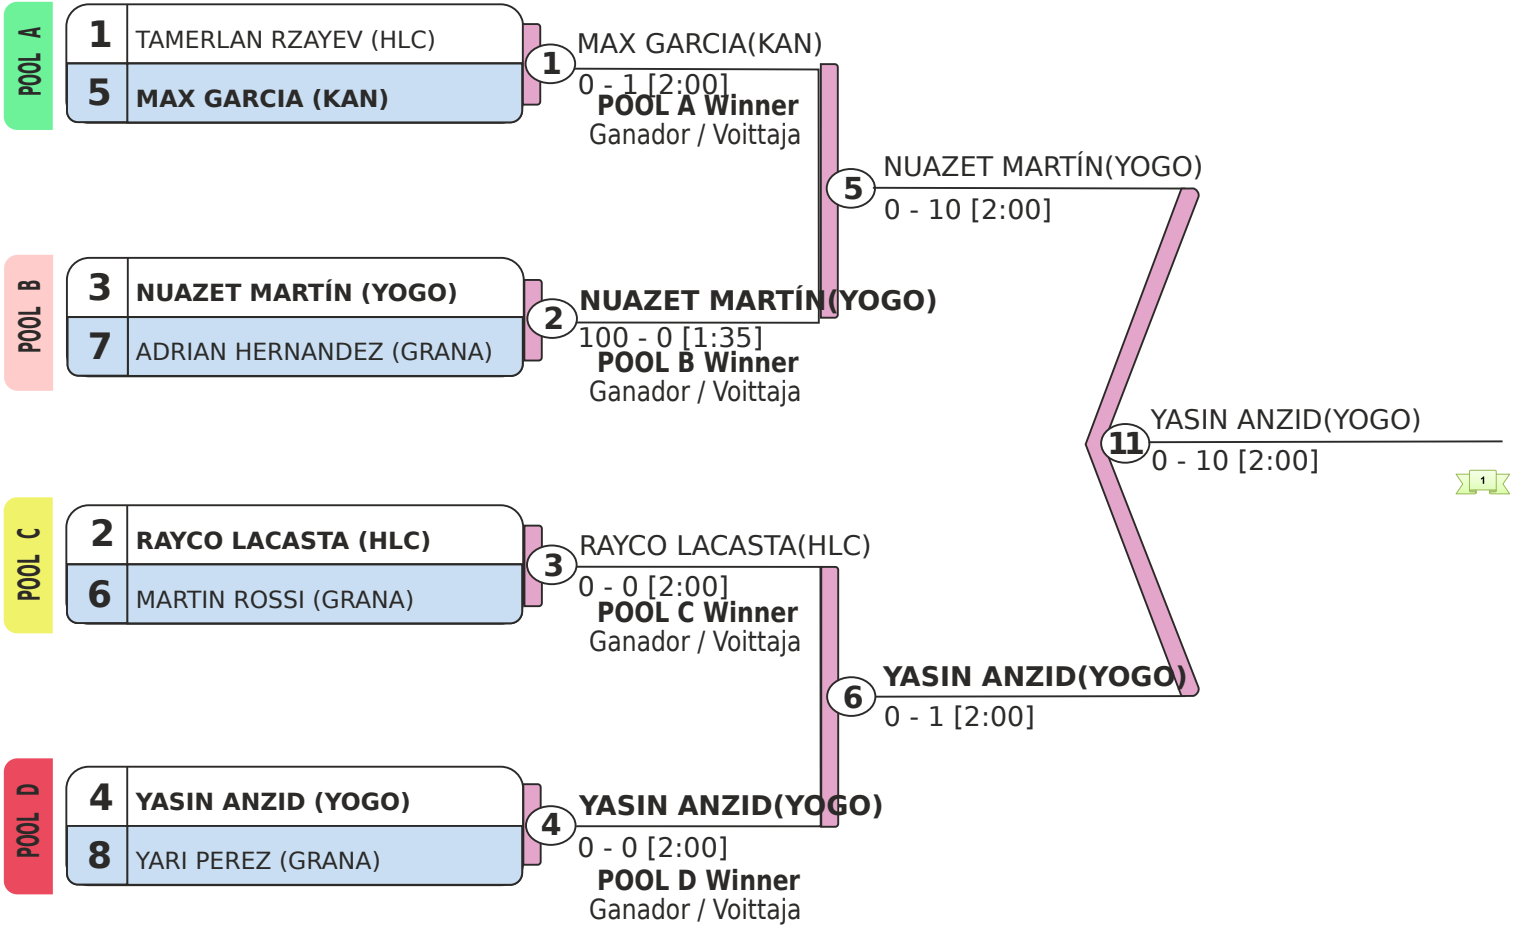 POOL A
1 TAMERLAN RZAYEV (HLC)
5 MAX GARCIA (KAN)
1
MAX GARCIA(KAN)
0 - 1 [2:00]
POOL A Winner
Ganador / Voittaja
5
NUAZET MARTÍN(YOGO)
0 - 10 [2:00]
POOL B
3 NUAZET MARTÍN (YOGO)
7 ADRIAN HERNANDEZ (GRANA)
2
NUAZET MARTÍN(YOGO)
100 - 0 [1:35]
POOL B Winner
Ganador / Voittaja
11
YASIN ANZID(YOGO)
0 - 10 [2:00]
1
POOL C
2 RAYCO LACASTA (HLC)
6 MARTIN ROSSI (GRANA)
3
RAYCO LACASTA(HLC)
0 - 0 [2:00]
POOL C Winner
Ganador / Voittaja
6
YASIN ANZID(YOGO)
0 - 1 [2:00]
POOL D
4 YASIN ANZID (YOGO)
8 YARI PEREZ (GRANA)
4
YASIN ANZID(YOGO)
0 - 0 [2:00]
POOL D Winner
Ganador / Voittaja